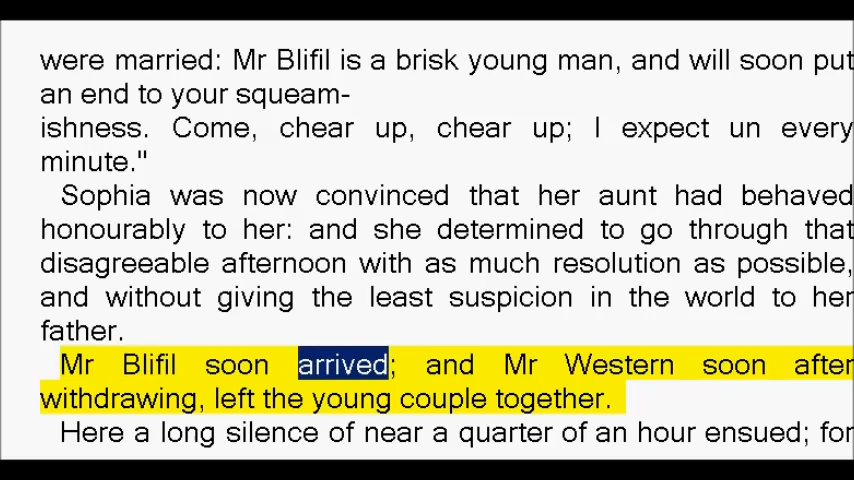 were married: Mr Blifil is a brisk young man, and will soon put
an end to your squeam-
ishness. Come, chear up, chear up; I expect un every
minute."
Sophia was now convinced that her aunt had behaved
honourably to her: and she determined to go through that
disagreeable afternoon with as much resolution as possible,
and without giving the least suspicion in the world to her
father.
Mr Blifil soon arrived; and Mr Western soon after
withdrawing, left the young couple together.
Here a long silence of near a quarter of an hour ensued; for